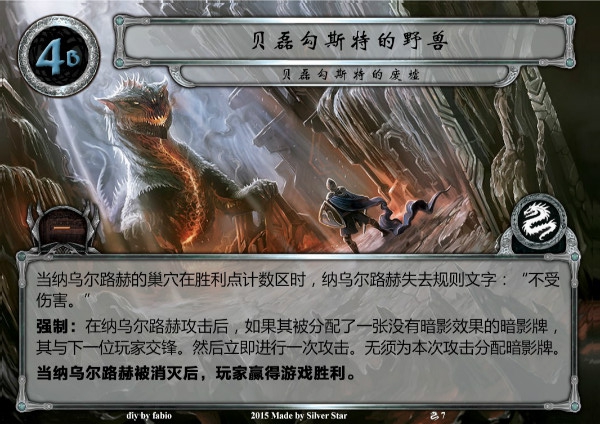 4B
贝磊勾斯特的野兽
贝磊勾斯特的废墟
当纳乌尔路赫的巢穴在胜利点计数区时，纳乌尔路赫失去规则文字：“不受
伤害。”
强制：在纳乌尔路赫攻击后，如果其被分配了一张没有暗影效果的暗影牌，
其与下一位玩家交锋。然后立即进行一次攻击。无须为本次攻击分配暗影牌。
当纳乌尔路赫被消灭后，玩家赢得游戏胜利。
diy by fabio 2015 Made by Silver Star 7